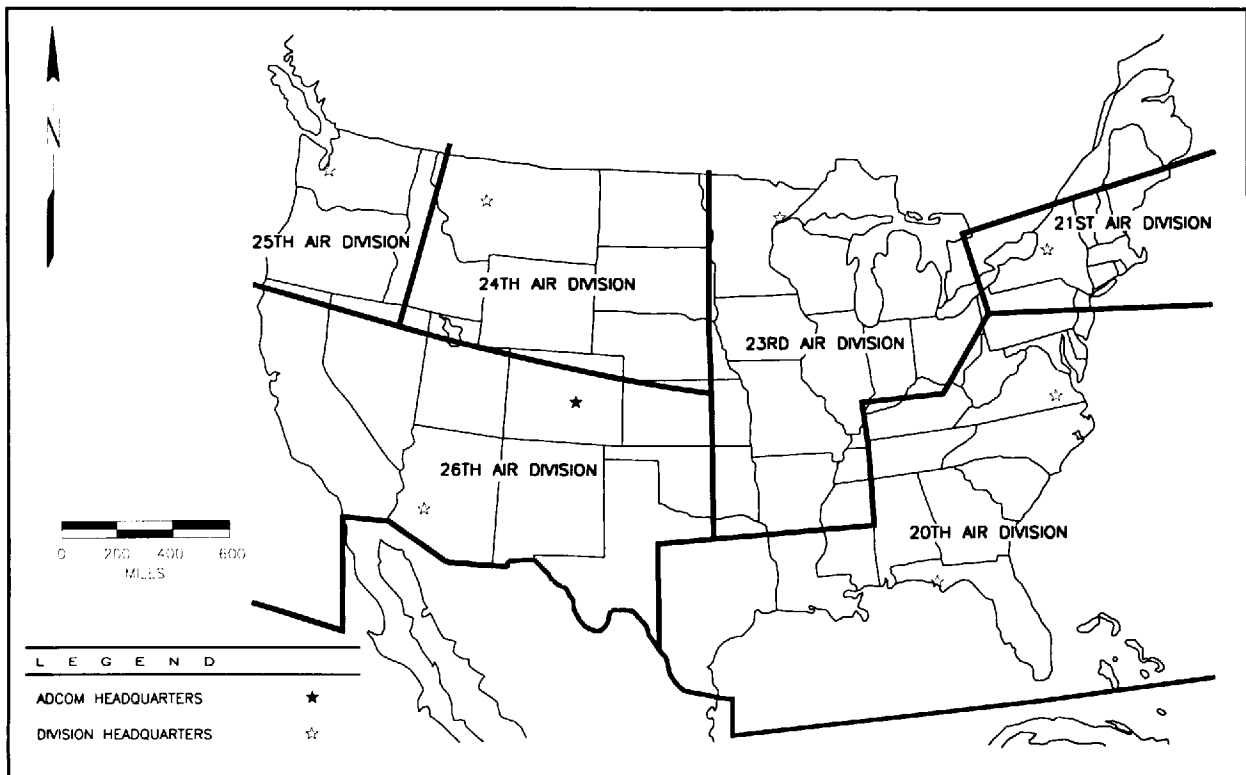 N
25TH AIR DIVISION
24TH AIR DIVISION
21ST AIR DIVISION
23RD AIR DIVISION
26TH AIR DIVISION
20TH AIR DIVISION
0 200 400 600
MILES
LEGEND
ADCOM HEADQUARTERS
DIVISION HEADQUARTERS